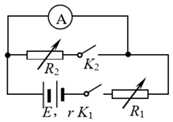 A
R₂ K₂
E, r K₁ R₁